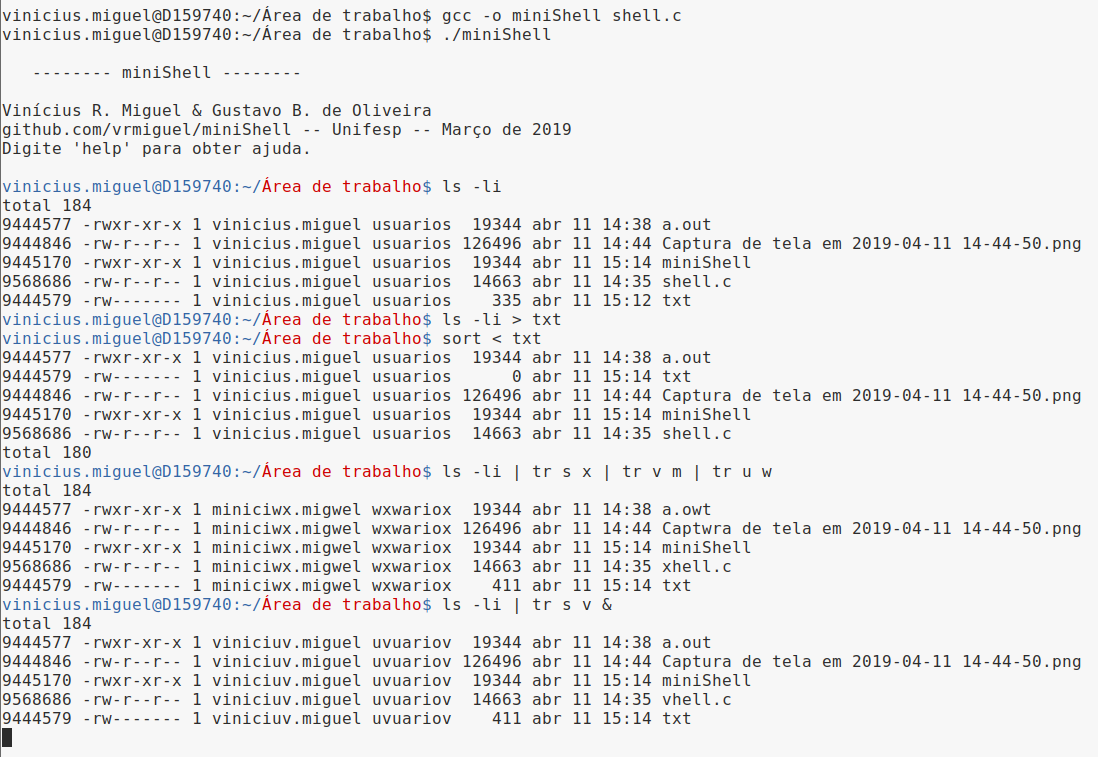 vinicius.miguel@D159740:~/Área de trabalho$ gcc -o miniShell shell.c
vinicius.miguel@D159740:~/Área de trabalho$ ./miniShell
-------- miniShell --------
Vinícius R. Miguel & Gustavo B. de Oliveira
github.com/vrmiguel/miniShell -- Unifesp -- Março de 2019
Digite 'help' para obter ajuda.
vinicius.miguel@D159740:~/Área de trabalho$ ls -li
total 184
9444577 -rwxr-xr-x 1 vinicius.miguel usuarios  19344 abr 11 14:38 a.out
9444846 -rw-r--r-- 1 vinicius.miguel usuarios 126496 abr 11 14:44 Captura de tela em 2019-04-11 14-44-50.png
9445170 -rwxr-xr-x 1 vinicius.miguel usuarios  19344 abr 11 15:14 miniShell
9568686 -rw-r--r-- 1 vinicius.miguel usuarios  14663 abr 11 14:35 shell.c
9444579 -rw------- 1 vinicius.miguel usuarios    335 abr 11 15:12 txt
vinicius.miguel@D159740:~/Área de trabalho$ ls -li > txt
vinicius.miguel@D159740:~/Área de trabalho$ sort < txt
9444577 -rwxr-xr-x 1 vinicius.miguel usuarios  19344 abr 11 14:38 a.out
9444579 -rw------- 1 vinicius.miguel usuarios      0 abr 11 15:14 txt
9444846 -rw-r--r-- 1 vinicius.miguel usuarios 126496 abr 11 14:44 Captura de tela em 2019-04-11 14-44-50.png
9445170 -rwxr-xr-x 1 vinicius.miguel usuarios  19344 abr 11 15:14 miniShell
9568686 -rw-r--r-- 1 vinicius.miguel usuarios  14663 abr 11 14:35 shell.c
total 180
vinicius.miguel@D159740:~/Área de trabalho$ ls -li | tr s x | tr v m | tr u w
total 184
9444577 -rwxr-xr-x 1 miniciwx.migwel wxwariox  19344 abr 11 14:38 a.owt
9444846 -rw-r--r-- 1 miniciwx.migwel wxwariox 126496 abr 11 14:44 Captwra de tela em 2019-04-11 14-44-50.png
9445170 -rwxr-xr-x 1 miniciwx.migwel wxwariox  19344 abr 11 15:14 miniShell
9568686 -rw-r--r-- 1 miniciwx.migwel wxwariox  14663 abr 11 14:35 xhell.c
9444579 -rw------- 1 miniciwx.migwel wxwariox    411 abr 11 15:14 txt
vinicius.miguel@D159740:~/Área de trabalho$ ls -li | tr s v &
total 184
9444577 -rwxr-xr-x 1 viniciuv.miguel uvuariov  19344 abr 11 14:38 a.out
9444846 -rw-r--r-- 1 viniciuv.miguel uvuariov 126496 abr 11 14:44 Captura de tela em 2019-04-11 14-44-50.png
9445170 -rwxr-xr-x 1 viniciuv.miguel uvuariov  19344 abr 11 15:14 miniShell
9568686 -rw-r--r-- 1 viniciuv.miguel uvuariov  14663 abr 11 14:35 vhell.c
9444579 -rw------- 1 viniciuv.miguel uvuariov    411 abr 11 15:14 txt